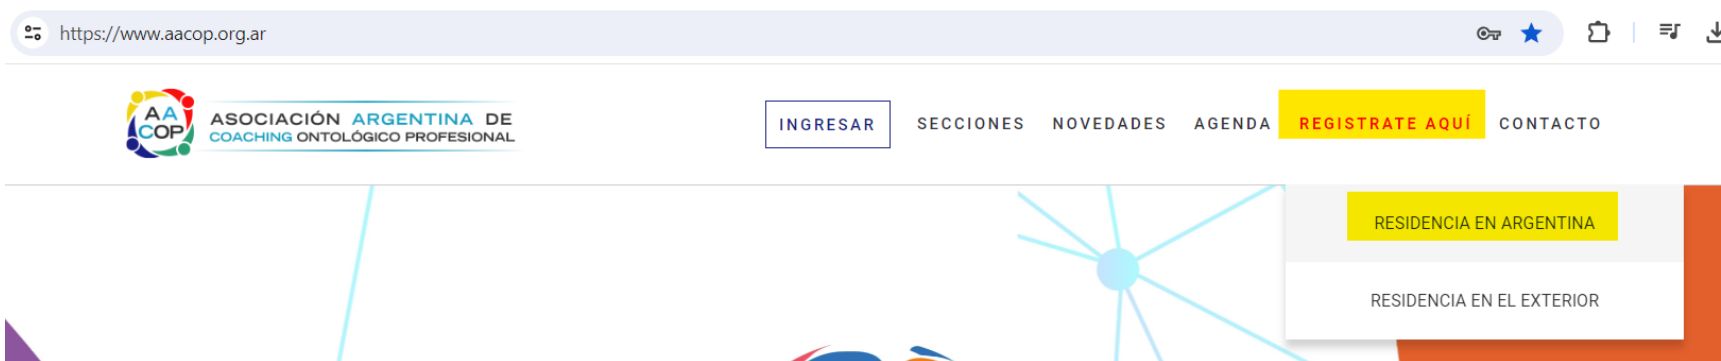 https://www.aacop.org.ar
AA
COP
ASOCIACIÓN ARGENTINA DE
COACHING ONTOLÓGICO PROFESIONAL
INGRESAR SECCIONES NOVEDADES AGENDA REGISTRATE AQUÍ CONTACTO
RESIDENCIA EN ARGENTINA
RESIDENCIA EN EL EXTERIOR